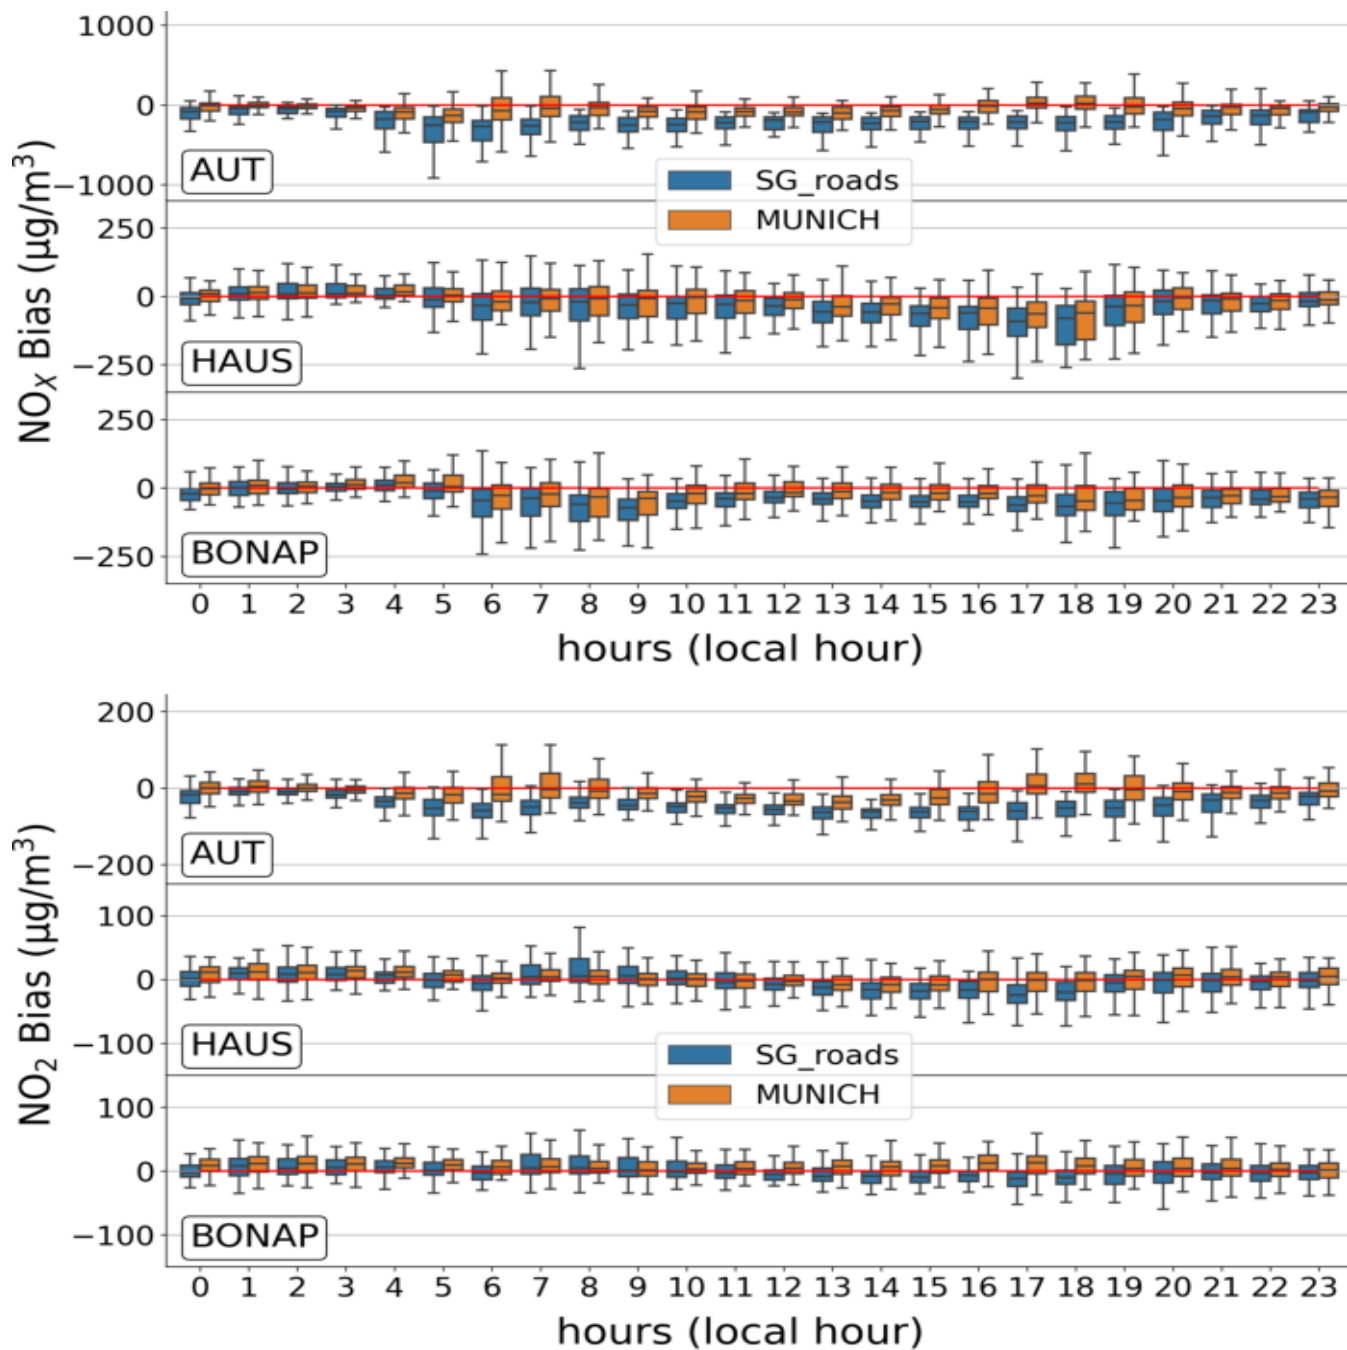 NOX Bias (µg/m³)
1000
0
−1000
AUT
SG_roads
MUNICH
250
0
−250
HAUS
250
0
−250
BONAP
0 1 2 3 4 5 6 7 8 9 10 11 12 13 14 15 16 17 18 19 20 21 22 23
hours (local hour)
NO2 Bias (µg/m³)
200
0
−200
AUT
100
0
−100
HAUS
SG_roads
MUNICH
100
0
−100
BONAP
0 1 2 3 4 5 6 7 8 9 10 11 12 13 14 15 16 17 18 19 20 21 22 23
hours (local hour)